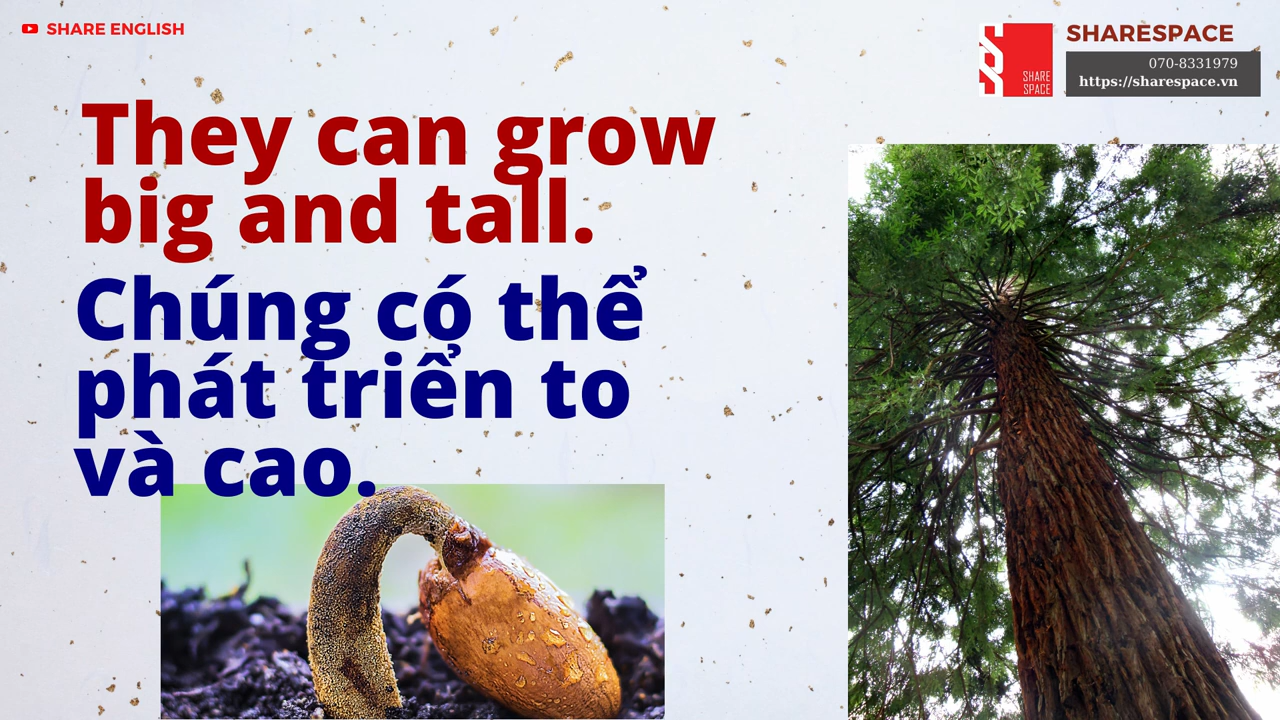 SHARE ENGLISH
SHARESPACE
070-8331979
https://sharespace.vn
SHARE
SPACE
They can grow
big and tall.
Chúng có thể
phát triển to
và cao.